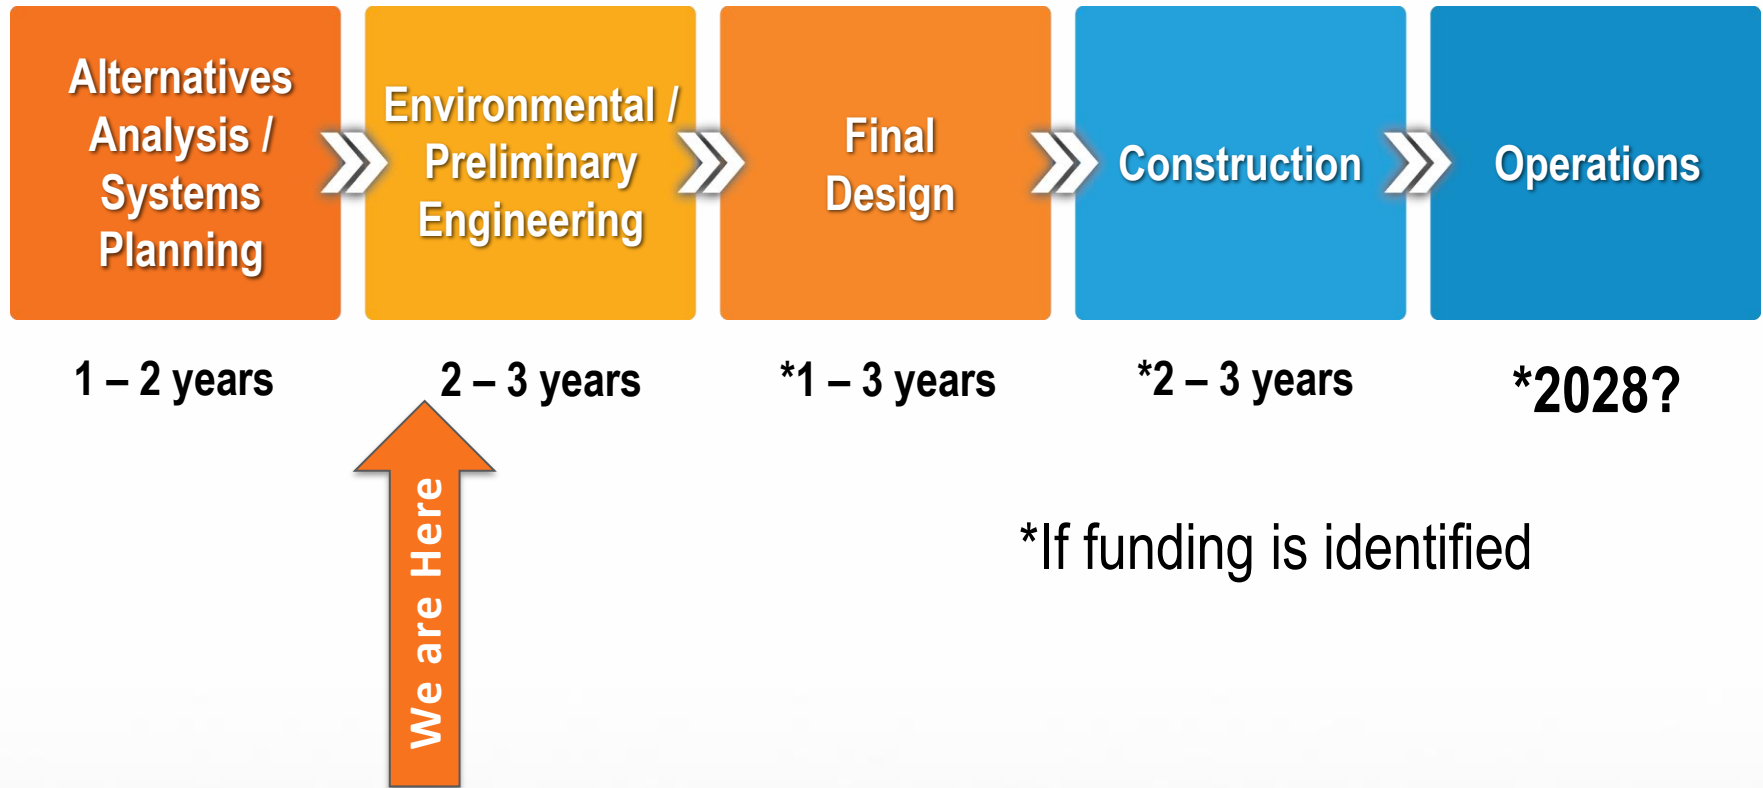 Alternatives
Analysis /
Systems
Planning
Environmental /
Preliminary
Engineering
Final
Design
Construction
Operations
1 – 2 years
2 – 3 years
*1 – 3 years
*2 – 3 years
*2028?
We are Here
*If funding is identified